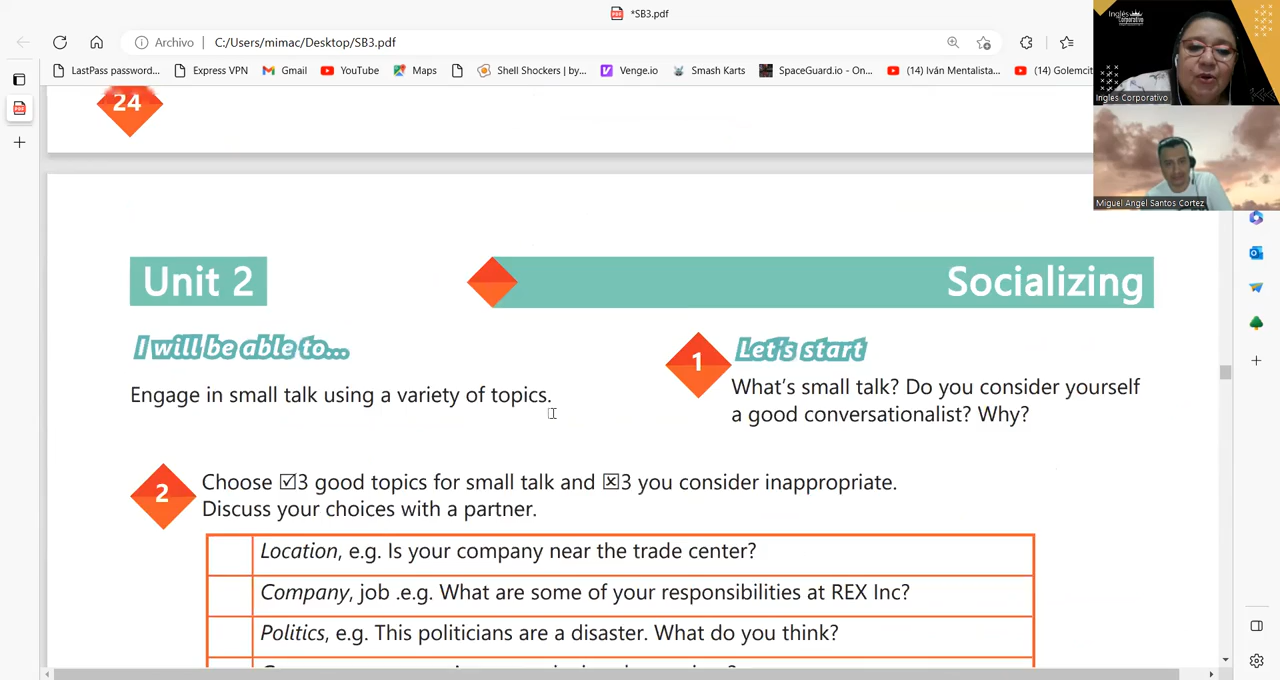 *SB3.pdf
Archivo
C:/Users/mimac/Desktop/SB3.pdf
LastPass password...
Express VPN
Gmail
YouTube
Maps
Shell Shockers | by...
Venge.io
Smash Karts
SpaceGuard.io - On...
(14) Iván Mentalista...
(14) Golemcit
Inglés
Corporativo
Ingles Corporativo
Miguel Angel Santos Cortez
24
Unit 2
Socializing
I will be able to...
Engage in small talk using a variety of topics.
1
Let's start
What's small talk? Do you consider yourself
a good conversationalist? Why?
2
Choose ☑3 good topics for small talk and ☒3 you consider inappropriate.
Discuss your choices with a partner.
Location, e.g. Is your company near the trade center?
Company, job .e.g. What are some of your responsibilities at REX Inc?
Politics, e.g. This politicians are a disaster. What do you think?